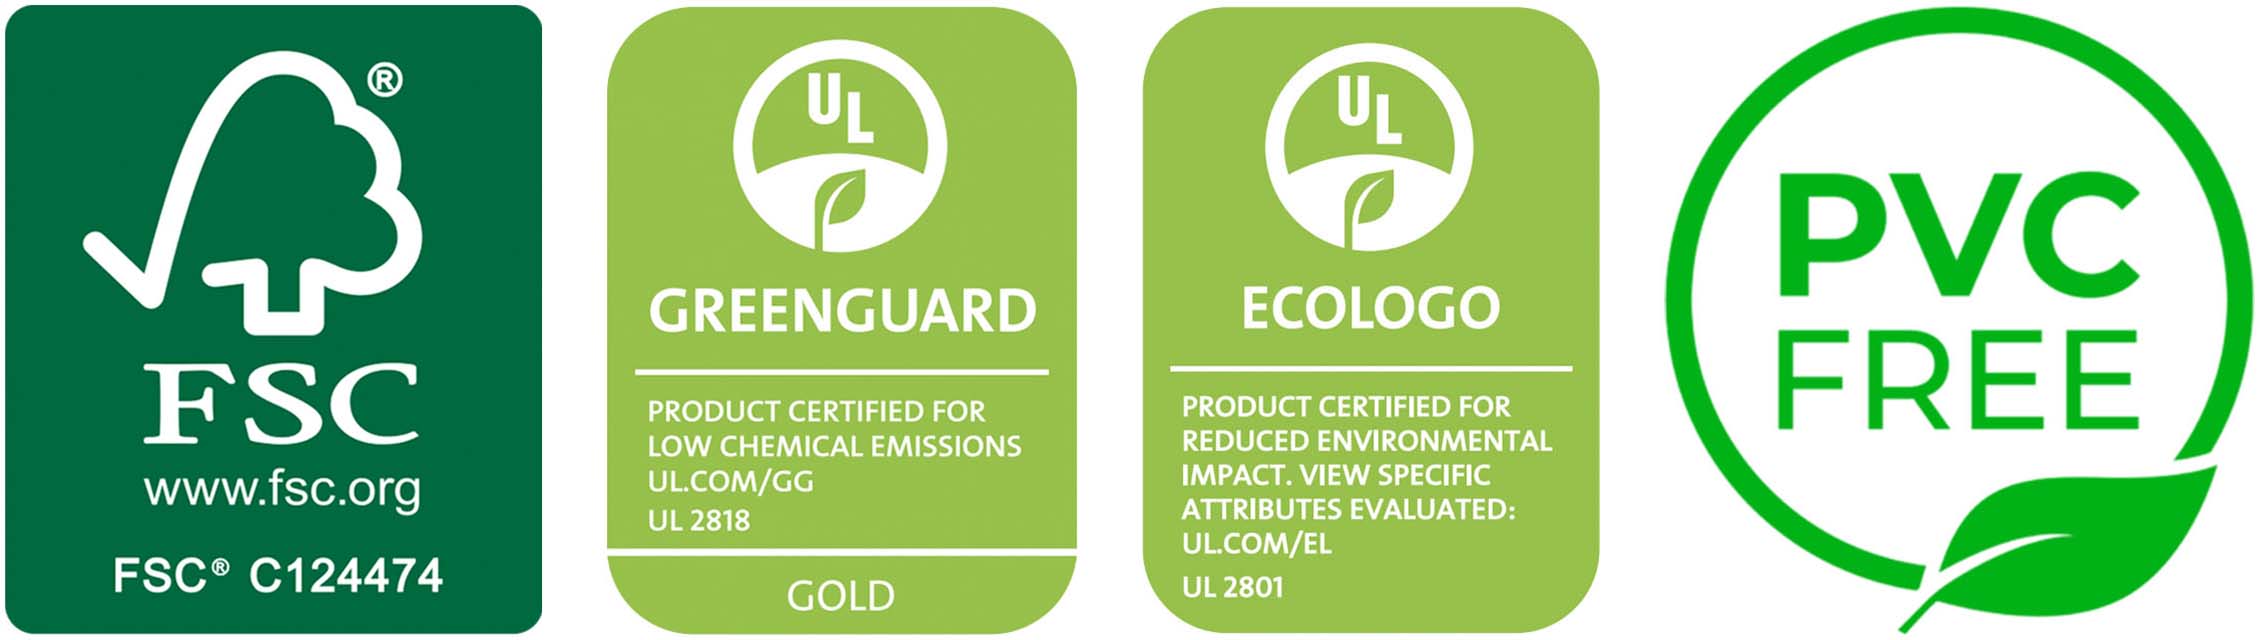 ®
FSC
www.fsc.org
FSC® C124474
UL
GREENGUARD
PRODUCT CERTIFIED FOR
LOW CHEMICAL EMISSIONS
UL.COM/GG
UL 2818
GOLD
UL
ECOLOGO
PRODUCT CERTIFIED FOR
REDUCED ENVIRONMENTAL
IMPACT. VIEW SPECIFIC
ATTRIBUTES EVALUATED:
UL.COM/EL
UL 2801
PVC
FREE